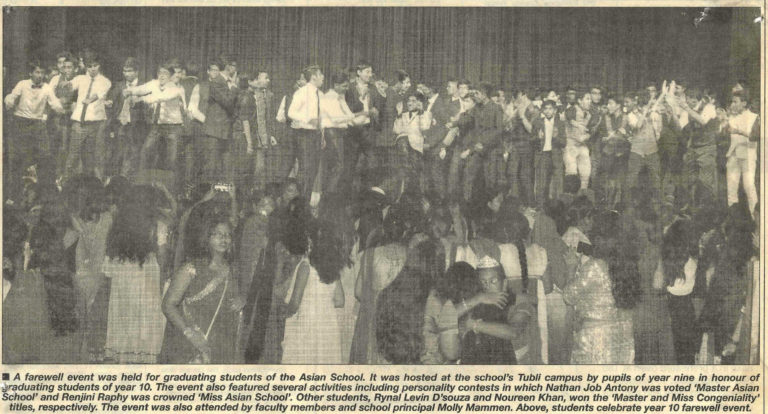 ■ A farewell event was held for graduating students of the Asian School. It was hosted at the school's Tubli campus by pupils of year nine in honour of
graduating students of year 10. The event also featured several activities including personality contests in which Nathan Job Antony was voted 'Master Asian
School' and Renjini Raphy was crowned 'Miss Asian School'. Other students, Rynal Levin D'souza and Noureen Khan, won the 'Master and Miss Congeniality'
titles, respectively. The event was also attended by faculty members and school principal Molly Mammen. Above, students celebrate year 10 farewell event.